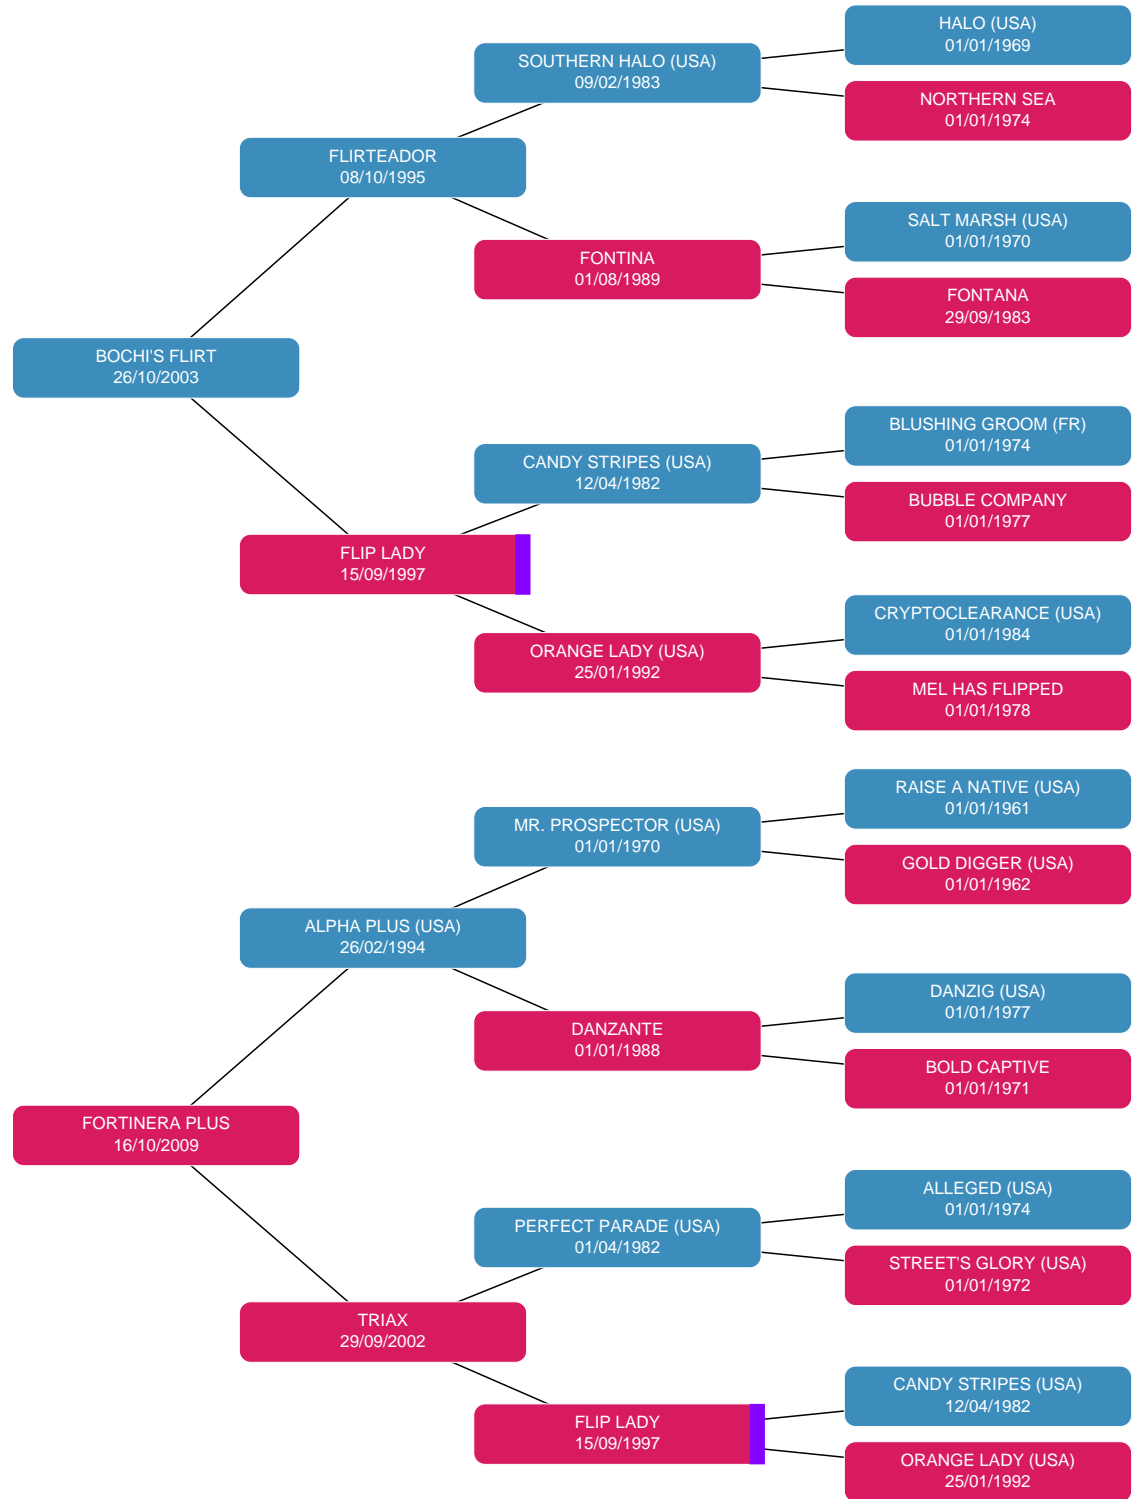 HALO (USA)
01/01/1969
SOUTHERN HALO (USA)
09/02/1983
NORTHERN SEA
01/01/1974
FLIRTEADOR
08/10/1995
SALT MARSH (USA)
01/01/1970
FONTINA
01/08/1989
FONTANA
29/09/1983
BOCHI'S FLIRT
26/10/2003
BLUSHING GROOM (FR)
01/01/1974
CANDY STRIPES (USA)
12/04/1982
BUBBLE COMPANY
01/01/1977
FLIP LADY
15/09/1997
CRYPTOCLEARANCE (USA)
01/01/1984
ORANGE LADY (USA)
25/01/1992
MEL HAS FLIPPED
01/01/1978
RAISE A NATIVE (USA)
01/01/1961
MR. PROSPECTOR (USA)
01/01/1970
GOLD DIGGER (USA)
01/01/1962
ALPHA PLUS (USA)
26/02/1994
DANZIG (USA)
01/01/1977
DANZANTE
01/01/1988
BOLD CAPTIVE
01/01/1971
FORTINERA PLUS
16/10/2009
ALLEGED (USA)
01/01/1974
PERFECT PARADE (USA)
01/04/1982
STREET'S GLORY (USA)
01/01/1972
TRIAX
29/09/2002
CANDY STRIPES (USA)
12/04/1982
FLIP LADY
15/09/1997
ORANGE LADY (USA)
25/01/1992